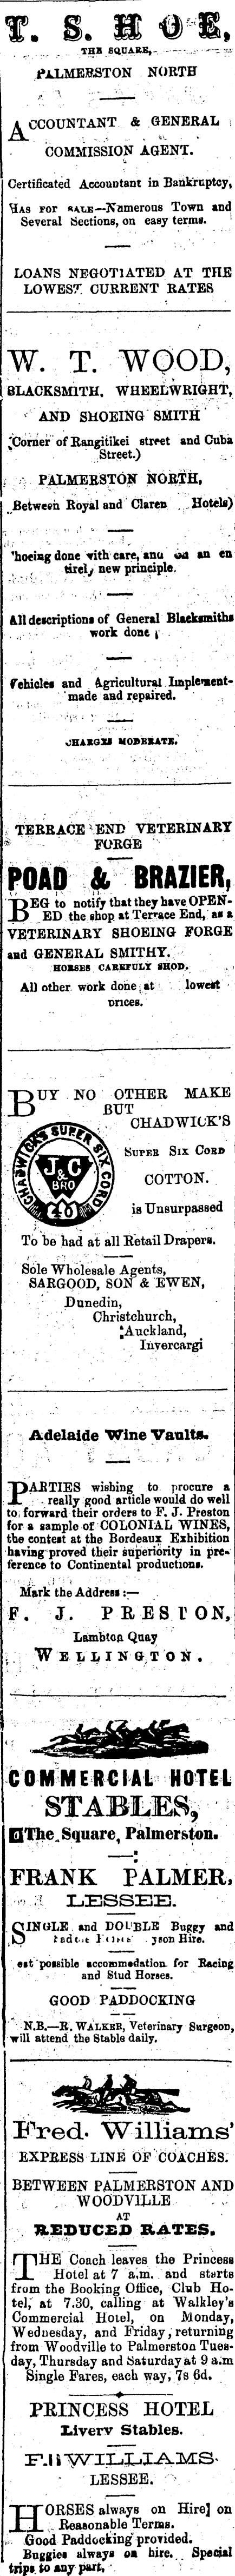 T. S. HOE,
THE SQUARE,
PALMERSTON NORTH
ACCOUNTANT & GENERAL
COMMISSION AGENT.
Certificated Accountant in Bankruptcy,
HAS FOR SALE—Numerous Town and
Several Sections, on easy terms.
LOANS NEGOTIATED AT THE
LOWEST CURRENT RATES
W. T. WOOD,
BLACKSMITH, WHEELWRIGHT,
AND SHOEING SMITH
(Corner of Rangitikei street and Cuba
Street.)
PALMERSTON NORTH,
Between Royal and Claren Hotels)
hoeing done with care, and on an en
tirely new principle.
All descriptions of General Blacksmiths
work done
Vehicles and Agricultural Implement-
made and repaired.
CHARGES MODERATE.
TERRACE END VETERINARY
FORGE
POAD & BRAZIER,
BEG to notify that they have OPEN-
ED the shop at Terrace End, as a
VETERINARY SHOEING FORGE
and GENERAL SMITHY.
HORSES CAREFULY SHOD.
All other work done at lowest
prices.
BUY NO OTHER MAKE
BUT
CHADWICK'S
SUPER SIX CORD
COTTON.
is Unsurpassed
CHADWICK'S SUPER SIX CORD
J & C
BRO
40
To be had at all Retail Drapers.
Sole Wholesale Agents,
SARGOOD, SON & EWEN,
Dunedin,
Christchurch,
Auckland,
Invercargi
Adelaide Wine Vaults.
PARTIES wishing to procure a
really good article would do well
to forward their orders to F. J. Preston
for a sample of COLONIAL WINES,
the contest at the Bordeaux Exhibition
having proved their superiority in pre-
ference to Continental productions.
Mark the Address:—
F. J. PRESTON,
Lambton Quay
WELLINGTON.
COMMERCIAL HOTEL
STABLES,
The Square, Palmerston.
FRANK PALMER,
LESSEE.
SINGLE and DOUBLE Buggy and
Hire.
est possible accommodation for Racing
and Stud Horses.
GOOD PADDOCKING
N.B.—R. WALKER, Veterinary Surgeon,
will attend the Stable daily.
Fred. Williams'
EXPRESS LINE OF COACHES.
BETWEEN PALMERSTON AND
WOODVILLE
AT
REDUCED RATES.
THE Coach leaves the Princess
Hotel at 7 a.m. and starts
from the Booking Office, Club Ho-
tel, at 7.30, calling at Walkley's
Commercial Hotel, on Monday,
Wednesday, and Friday, returning
from Woodville to Palmerston Tues-
day, Thursday and Saturday at 9 a.m
Single Fares, each way, 7s 6d.
PRINCESS HOTEL
Livery Stables.
F. WILLIAMS.
LESSEE.
HORSES always on Hire] on
Reasonable Terms.
Good Paddocking provided.
Buggies always on hire. Special
trips to any part.